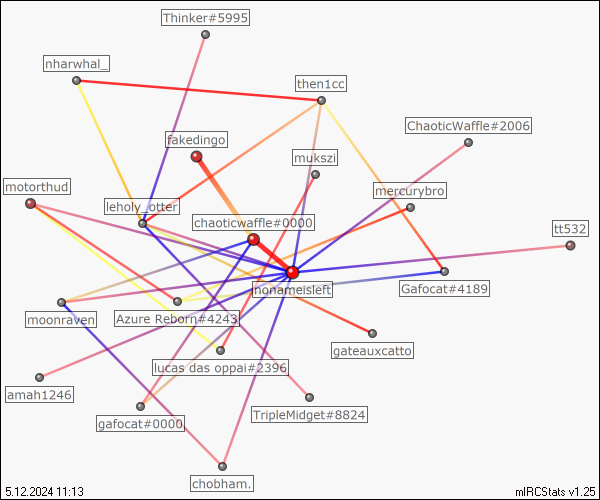 Thinker#5995
nharwhal_
then1cc
ChaoticWaffle#2006
fakedingo
mukszi
motorthud
mercurybro
leholy_otter
chaoticwaffle#0000
tt532
nonameisleft
Gafocat#4189
moonraven
Azure Reborn#4243
gateauxcatto
lucas das oppai#2396
amah1246
gafocat#0000
TripleMidget#8824
chobham.
5.12.2024 11:13
mIRCStats v1.25